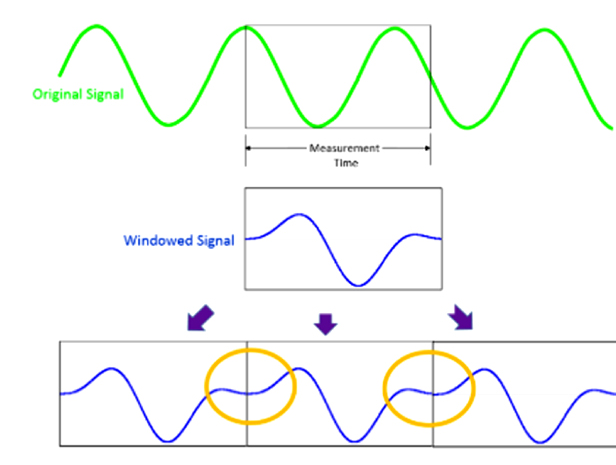 Original Signal
Measurement
Time
Windowed Signal